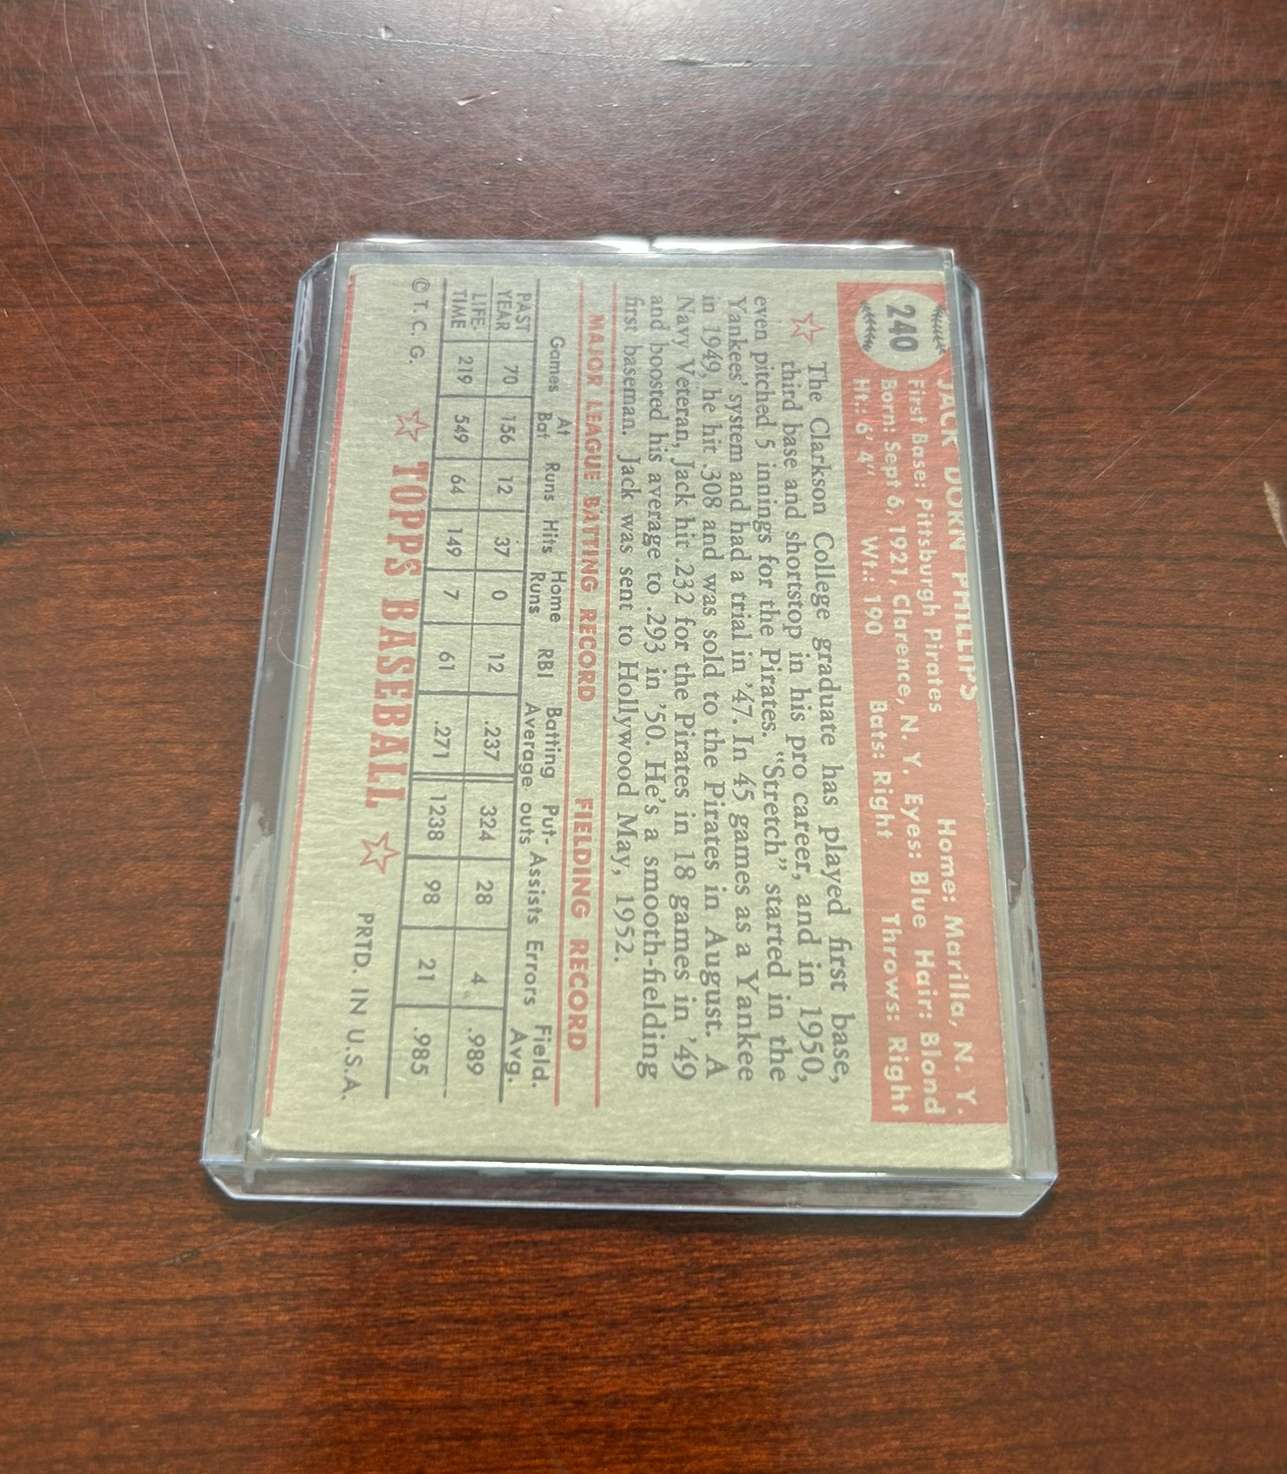 240
JACK DORN PHILLIPS Home: Marilla, N. Y.
First Base: Pittsburgh Pirates
Born: Sept 6, 1921, Clarence, N. Y. Eyes: Blue Hair: Blond
Ht.: 6' 4" Wt.: 190 Bats: Right Throws: Right
The Clarkson College graduate has played first base,
third base and shortstop in his pro career, and in 1950,
even pitched 5 innings for the Pirates. "Stretch" started in the
Yankees' system and had a trial in '47. In 45 games as a Yankee
in 1949, he hit .308 and was sold to the Pirates in August. A
Navy Veteran, Jack hit .232 for the Pirates in 18 games in '49
and boosted his average to .293 in '50. He's a smooth-fielding
first baseman. Jack was sent to Hollywood May, 1952.
MAJOR LEAGUE BATTING RECORD FIELDING RECORD
Games At Bat Runs Hits Home Runs RBI Batting Average Put-outs Assists Errors Field. Avg.
PAST YEAR 70 156 12 37 0 12 .237 324 28 4 .989
LIFE-TIME 219 549 64 149 7 61 .271 1238 98 21 .985
© T. C. G. TOPPS BASEBALL PRTD. IN U.S.A.